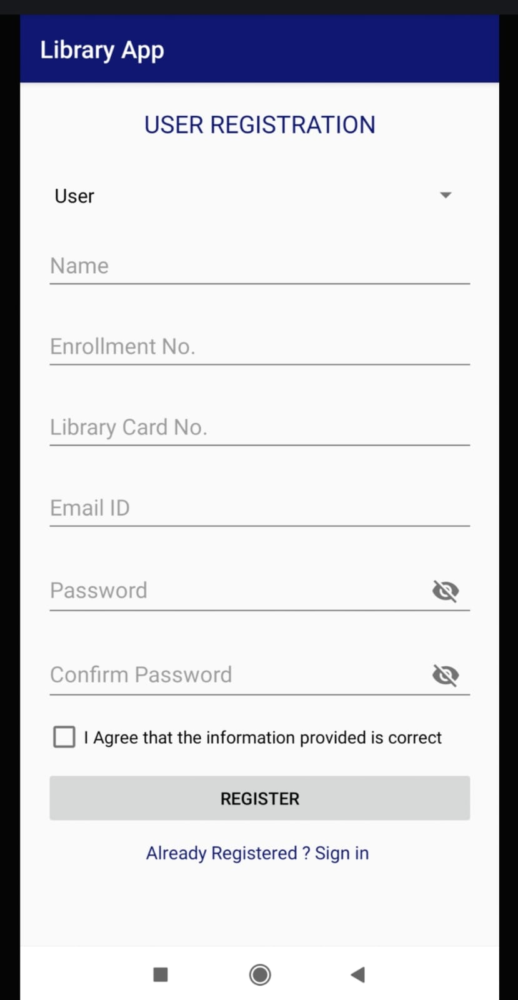 Library App
USER REGISTRATION
User
Name
Enrollment No.
Library Card No.
Email ID
Password
Confirm Password
I Agree that the information provided is correct
REGISTER
Already Registered ? Sign in